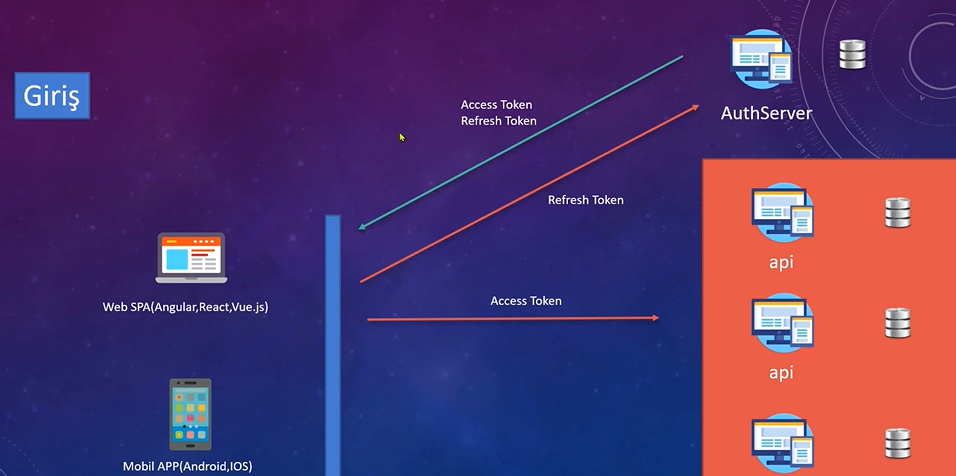 Giriş
Access Token
Refresh Token
AuthServer
Refresh Token
api
Access Token
Web SPA(Angular,React,Vue.js)
api
Mobil APP(Android,IOS)